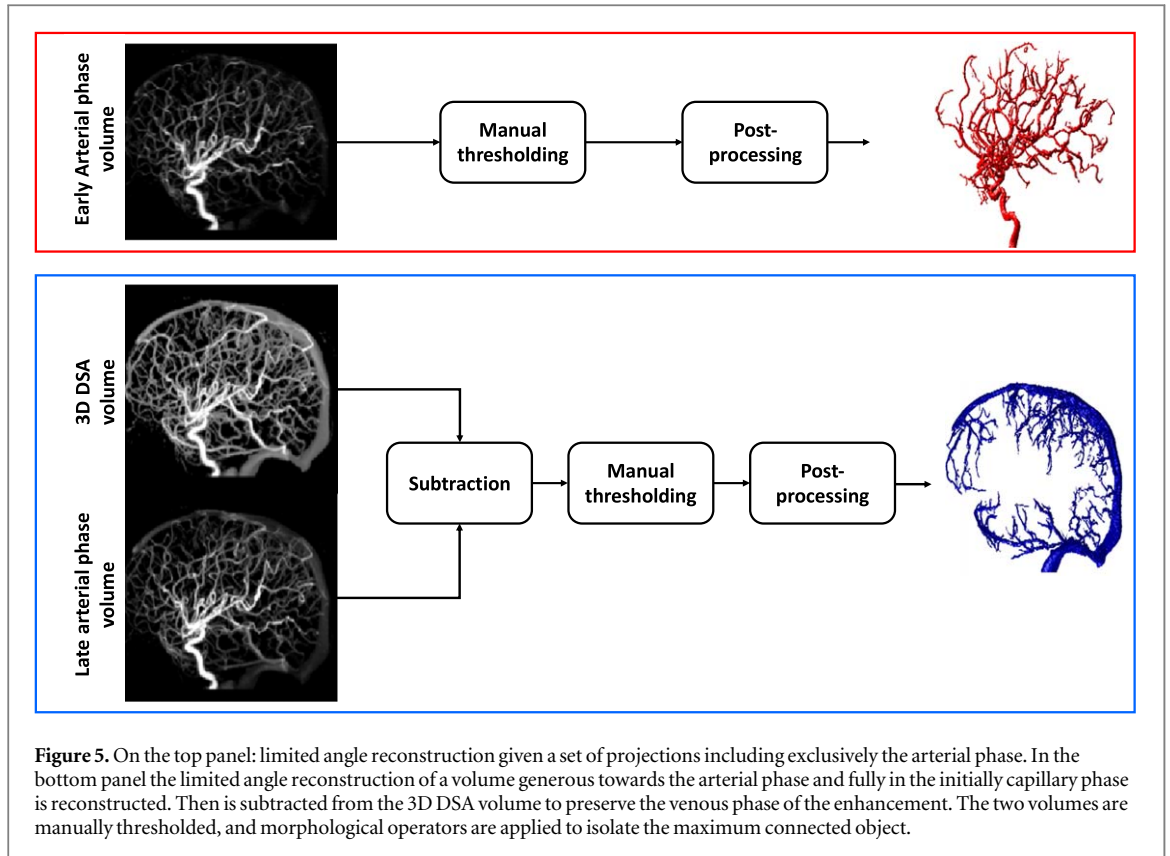 Early Arterial phase
volume
Manual
thresholding
Post-
processing
3D DSA
volume
Late arterial phase
volume
Subtraction
Manual
thresholding
Post-
processing
Figure 5. On the top panel: limited angle reconstruction given a set of projections including exclusively the arterial phase. In the
bottom panel the limited angle reconstruction of a volume generous towards the arterial phase and fully in the initially capillary phase
is reconstructed. Then is subtracted from the 3D DSA volume to preserve the venous phase of the enhancement. The two volumes are
manually thresholded, and morphological operators are applied to isolate the maximum connected object.